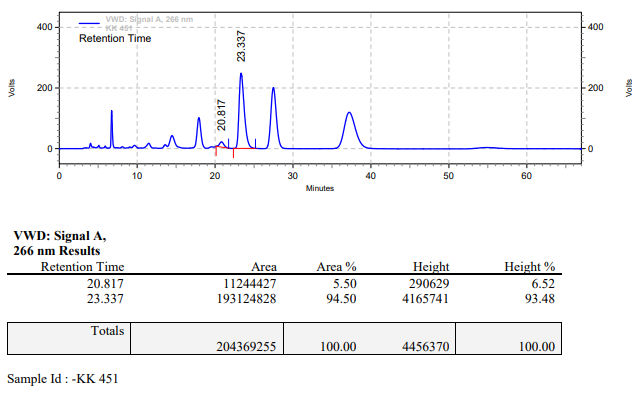 VWD: Signal A, 266 nm
KK 451
Retention Time
400
200
0
Volts
20.817
23.337
400
200
0
Volts
0 10 20 30 40 50 60
Minutes
VWD: Signal A,
266 nm Results
Retention Time Area Area % Height Height %
20.817 11244427 5.50 290629 6.52
23.337 193124828 94.50 4165741 93.48
Totals
204369255 100.00 4456370 100.00
Sample Id : -KK 451